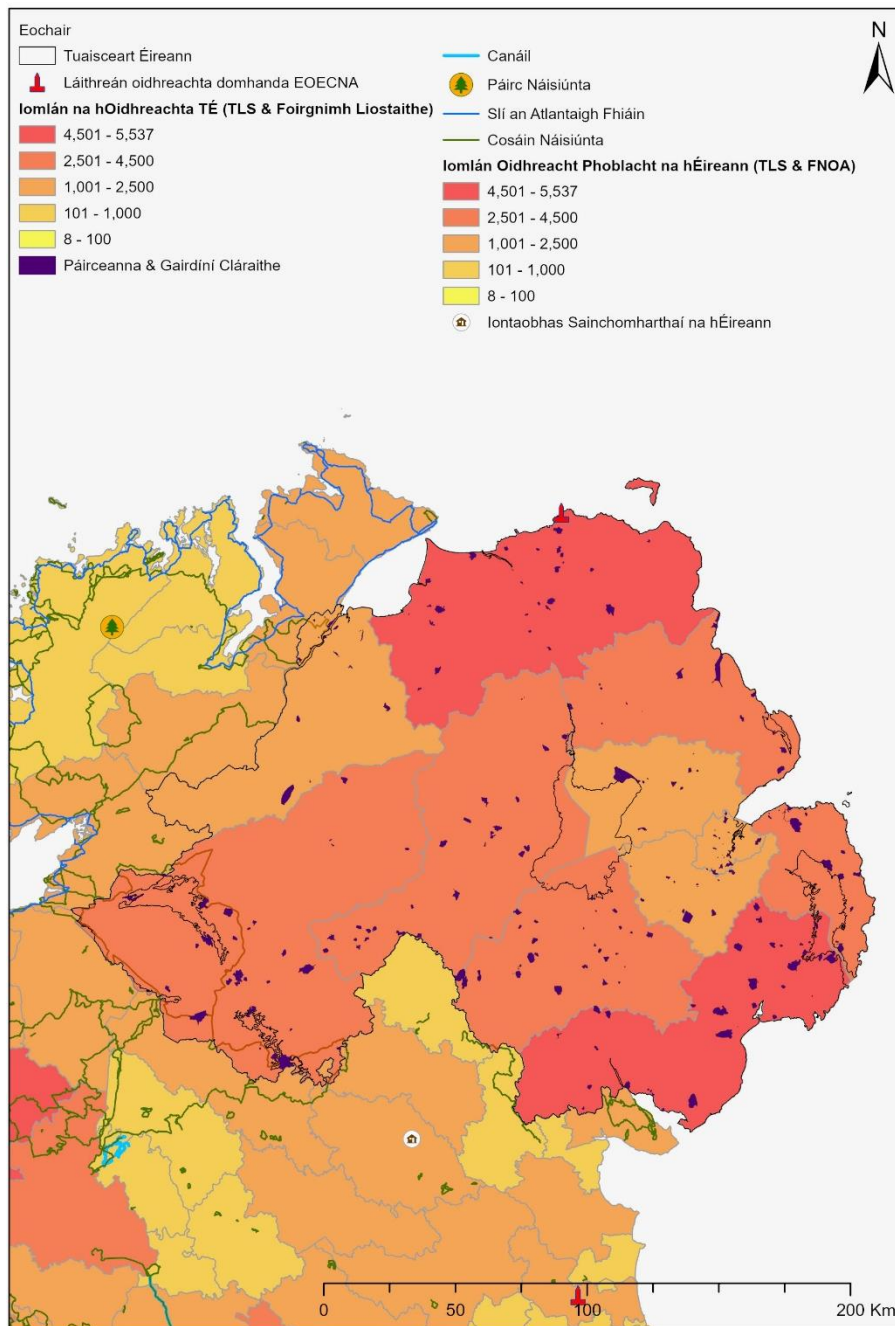 Eochair
Tuaisceart Éireann
Láithreán oidhreachta domhanda EOECNA
Iomlán na hOidhreachta TÉ (TLS & Foirgnimh Liostaithe)
4,501 - 5,537
2,501 - 4,500
1,001 - 2,500
101 - 1,000
8 - 100
Páirceanna & Gairdíní Cláraithe
Canáil
Páirc Náisiúnta
Slí an Atlantaigh Fhiáin
Cosáin Náisiúnta
Iomlán Oidhreacht Phoblacht na hÉireann (TLS & FNOA)
4,501 - 5,537
2,501 - 4,500
1,001 - 2,500
101 - 1,000
8 - 100
Iontaobhas Sainchomharthaí na hÉireann
N
0 50 100 200 Km